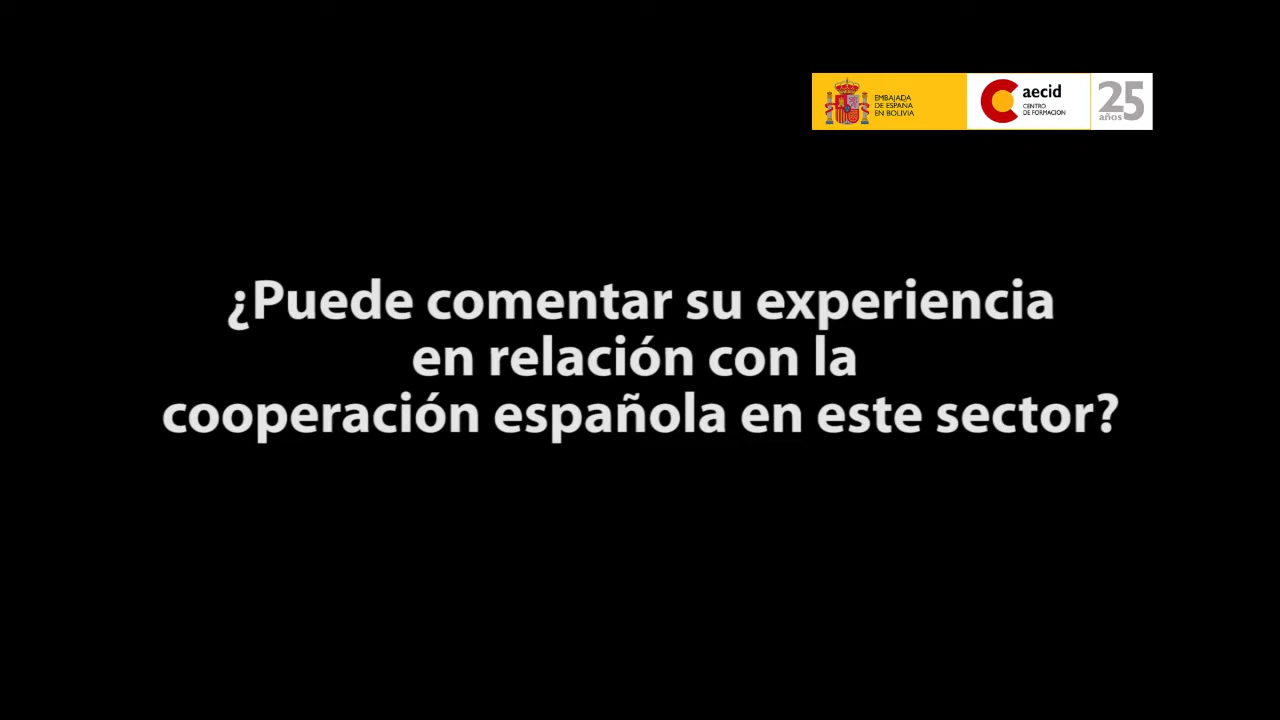 EMBAJADA
DE ESPAÑA
EN BOLIVIA
aecid
CENTRO
DE FORMACION
25
años
¿Puede comentar su experiencia
en relación con la
cooperación española en este sector?